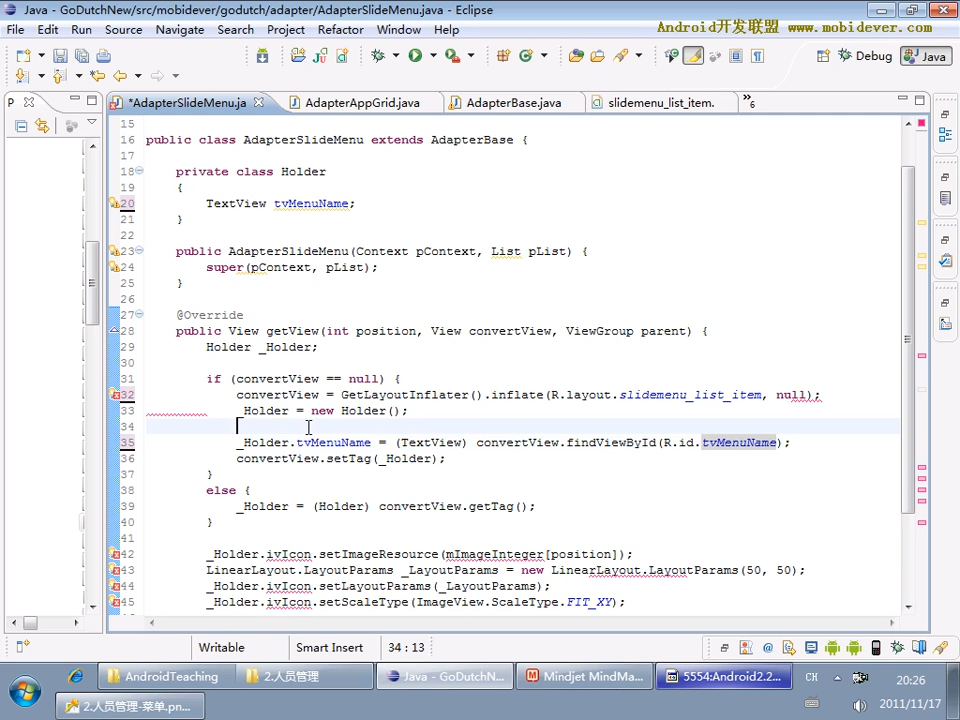 Java - GoDutchNew/src/mobidever/godutch/adapter/AdapterSlideMenu.java - Eclipse
File Edit Run Source Navigate Search Project Refactor Window Help
Android开发联盟 www.mobidever.com
Debug Java
P *AdapterSlideMenu.ja AdapterAppGrid.java AdapterBase.java slidemenu_list_item. »6
15
16 public class AdapterSlideMenu extends AdapterBase {
17
18 private class Holder
19 {
20 TextView tvMenuName;
21 }
22
23 public AdapterSlideMenu(Context pContext, List pList) {
24 super(pContext, pList);
25 }
26
27 @Override
28 public View getView(int position, View convertView, ViewGroup parent) {
29 Holder _Holder;
30
31 if (convertView == null) {
32 convertView = GetLayoutInflater().inflate(R.layout.slidemenu_list_item, null);
33 _Holder = new Holder();
34
35 _Holder.tvMenuName = (TextView) convertView.findViewById(R.id.tvMenuName);
36 convertView.setTag(_Holder);
37 }
38 else {
39 _Holder = (Holder) convertView.getTag();
40 }
41
42 _Holder.ivIcon.setImageResource(mImageInteger[position]);
43 LinearLayout.LayoutParams _LayoutParams = new LinearLayout.LayoutParams(50, 50);
44 _Holder.ivIcon.setLayoutParams(_LayoutParams);
45 _Holder.ivIcon.setScaleType(ImageView.ScaleType.FIT_XY);
Writable Smart Insert 34 : 13
AndroidTeaching 2.人员管理 Java - GoDutchN... Mindjet MindMa... 5554:Android2.2... CH 20:26
2.人员管理-菜单.pn... 2011/11/17